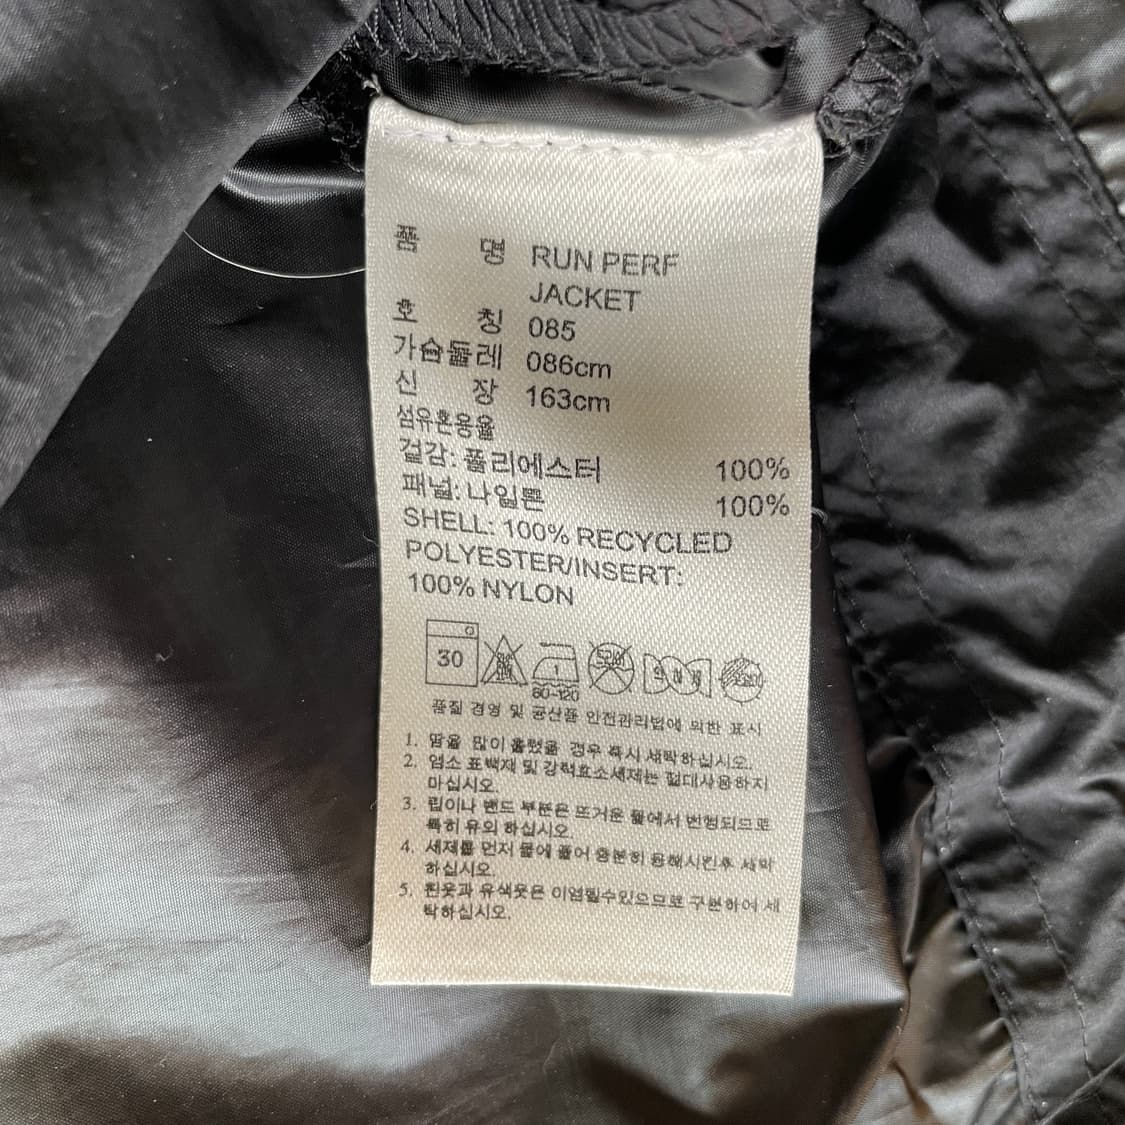 품 명 RUN PERF
JACKET
호 칭 085
가슴둘레 086cm
신 장 163cm
섬유혼용율
겉감: 폴리에스터 100%
패널: 나일론 100%
SHELL: 100% RECYCLED
POLYESTER/INSERT:
100% NYLON
30
80~120
품질 경영 및 공산품 안전관리법에 의한 표시
1. 땀을 많이 흘렸을 경우 즉시 세탁하십시오.
2. 염소 표백제 및 강력효소세제는 절대사용하지
마십시오.
3. 립이나 밴드 부분은 뜨거운 물에서 변형되므로
특히 유의 하십시오.
4. 세제를 먼저 물에 풀어 충분히 용해시킨후 세탁
하십시오.
5. 흰옷과 유색옷은 이염될수있으므로 구분하여 세
탁하십시오.